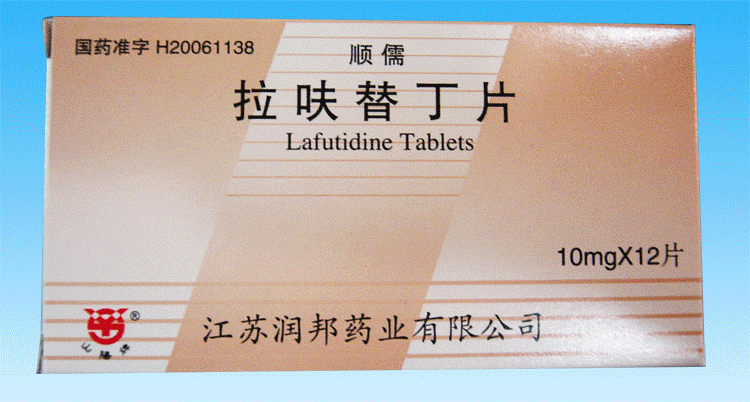 国药准字 H20061138
顺儒
拉呋替丁片
Lafutidine Tablets
10mgX12片
®
江苏润邦药业有限公司